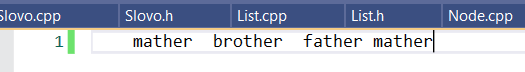 Slovo.cpp Slovo.h List.cpp List.h Node.cpp
1 mather brother father mather